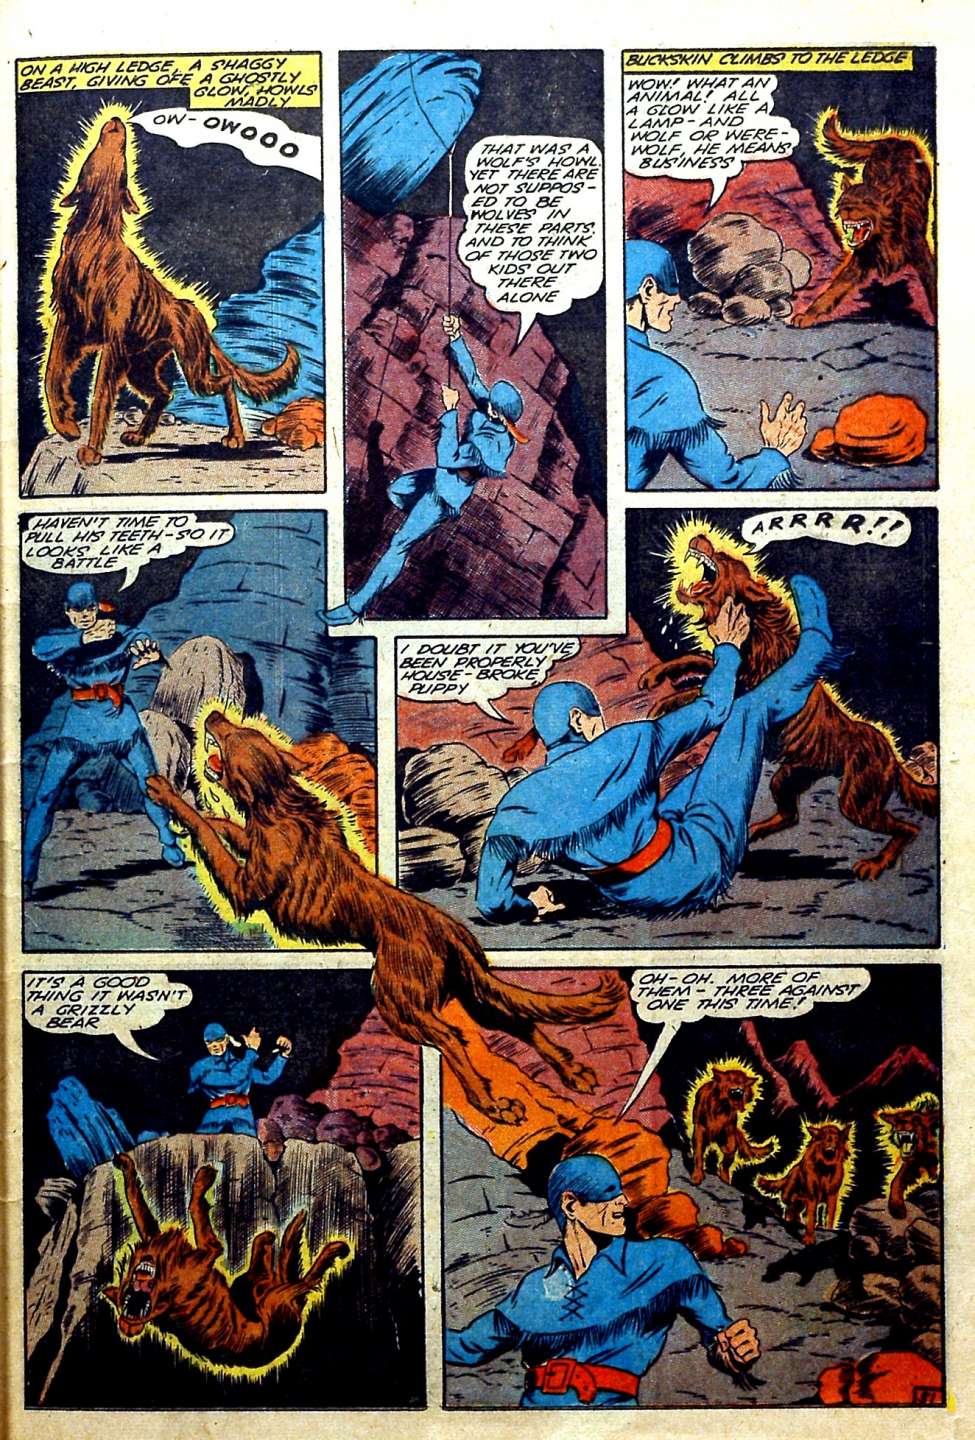 ON A HIGH LEDGE, A SHAGGY
BEAST, GIVING OFF A GHOSTLY
GLOW, HOWLS
MADLY
OW-OWOOO
THAT WAS A
WOLF'S HOWL.
YET THERE ARE
NOT SUPPOS-
ED TO BE
WOLVES IN
THESE PARTS,
AND TO THINK
OF THOSE TWO
KIDS OUT
THERE
ALONE
BUCKSKIN CLIMBS TO THE LEDGE
WOW! WHAT AN
ANIMAL! ALL
A GLOW LIKE A
LAMP-AND
WOLF OR WERE-
WOLF, HE MEANS
BUSINESS
HAVEN'T TIME TO
PULL HIS TEETH-SO IT
LOOKS LIKE A
BATTLE
ARRRR!!
I DOUBT IT YOU'VE
BEEN PROPERLY
HOUSE-BROKE
PUPPY
IT'S A GOOD
THING IT WASN'T
A GRIZZLY
BEAR
OH-OH. MORE OF
THEM-THREE AGAINST
ONE THIS TIME!